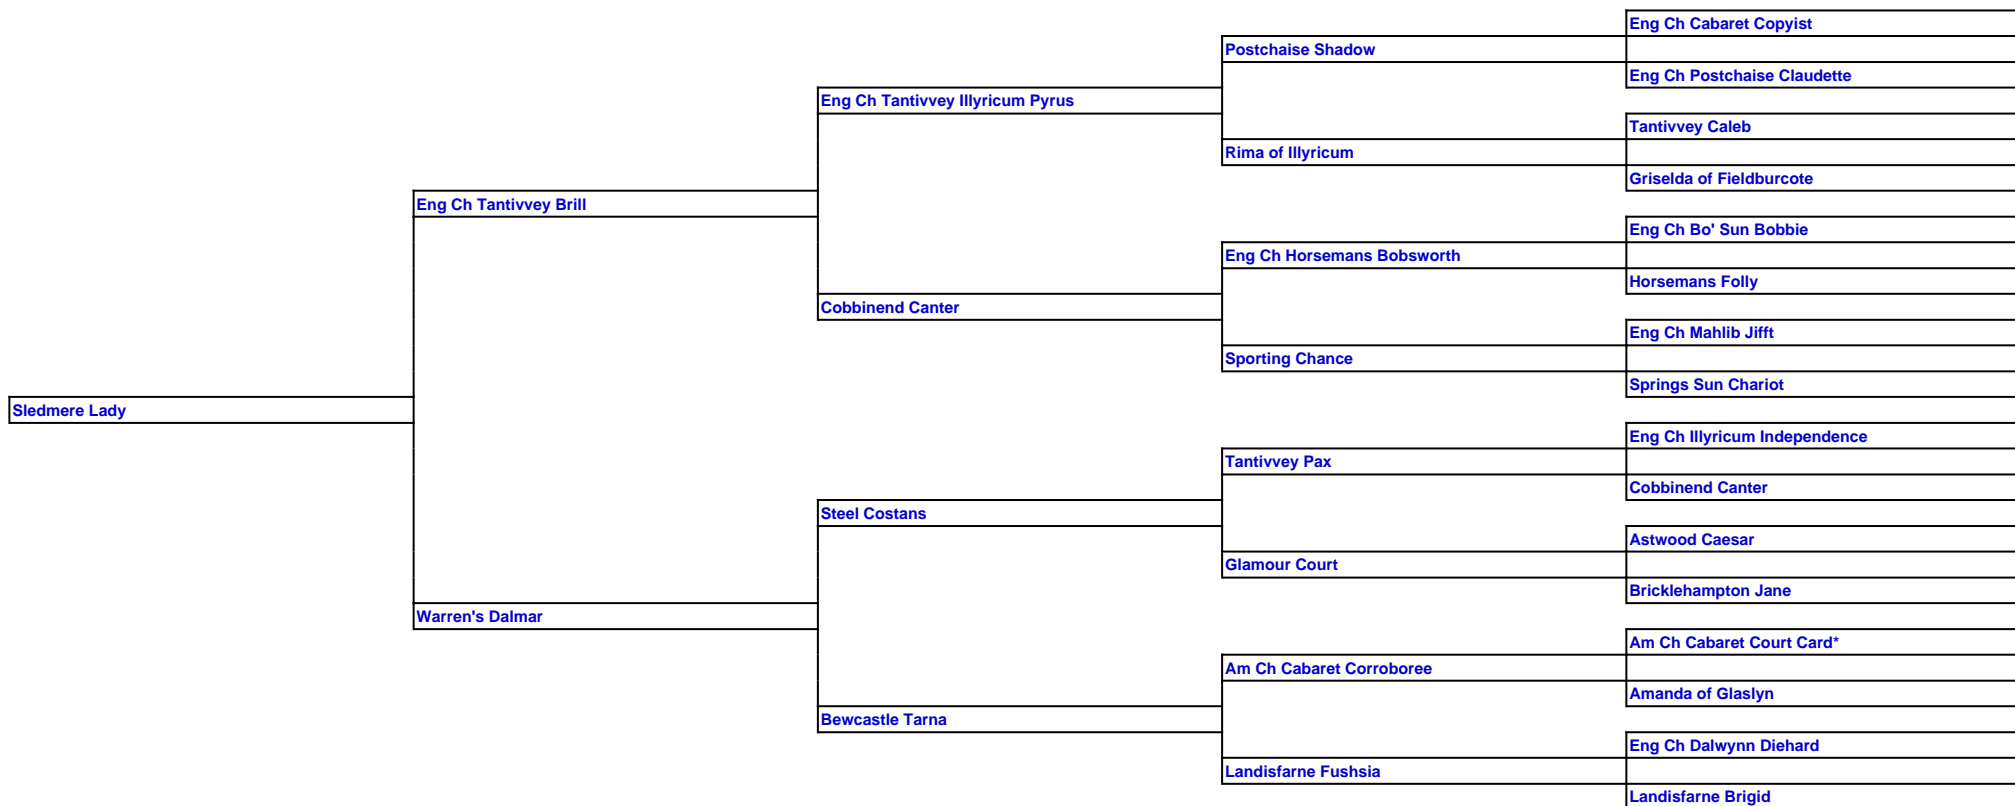 Eng Ch Cabaret Copyist
Postchaise Shadow
Eng Ch Postchaise Claudette
Eng Ch Tantivvey Illyricum Pyrus
Tantivvey Caleb
Rima of Illyricum
Griselda of Fieldburcote
Eng Ch Tantivvey Brill
Eng Ch Bo' Sun Bobbie
Eng Ch Horsemans Bobsworth
Horsemans Folly
Cobbinend Canter
Eng Ch Mahlib Jifft
Sporting Chance
Springs Sun Chariot
Sledmere Lady
Eng Ch Illyricum Independence
Tantivvey Pax
Cobbinend Canter
Steel Costans
Astwood Caesar
Glamour Court
Bricklehampton Jane
Warren's Dalmar
Am Ch Cabaret Court Card*
Am Ch Cabaret Corroboree
Amanda of Glaslyn
Bewcastle Tarna
Eng Ch Dalwynn Diehard
Landisfarne Fushsia
Landisfarne Brigid